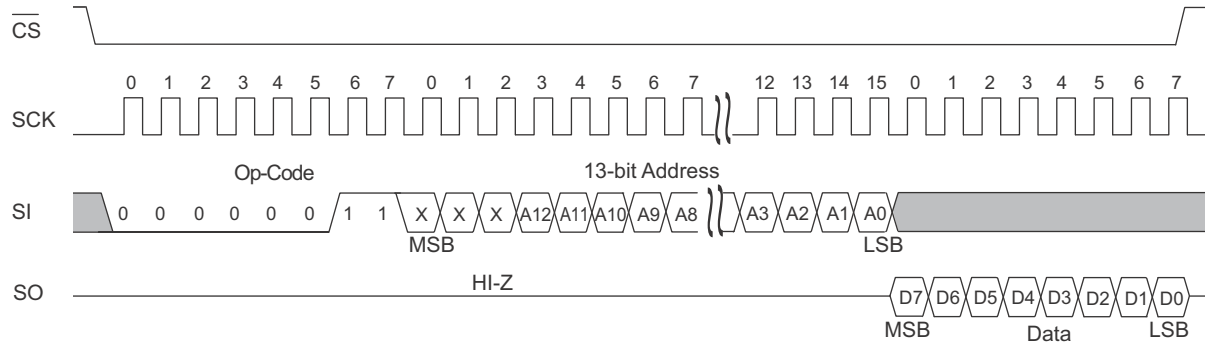 CS
0 1 2 3 4 5 6 7 0 1 2 3 4 5 6 7 12 13 14 15 0 1 2 3 4 5 6 7
SCK
Op-Code 13-bit Address
SI 0 0 0 0 0 0 1 1 X X X A12 A11 A10 A9 A8 A3 A2 A1 A0
MSB LSB
HI-Z
SO D7 D6 D5 D4 D3 D2 D1 D0
MSB Data LSB